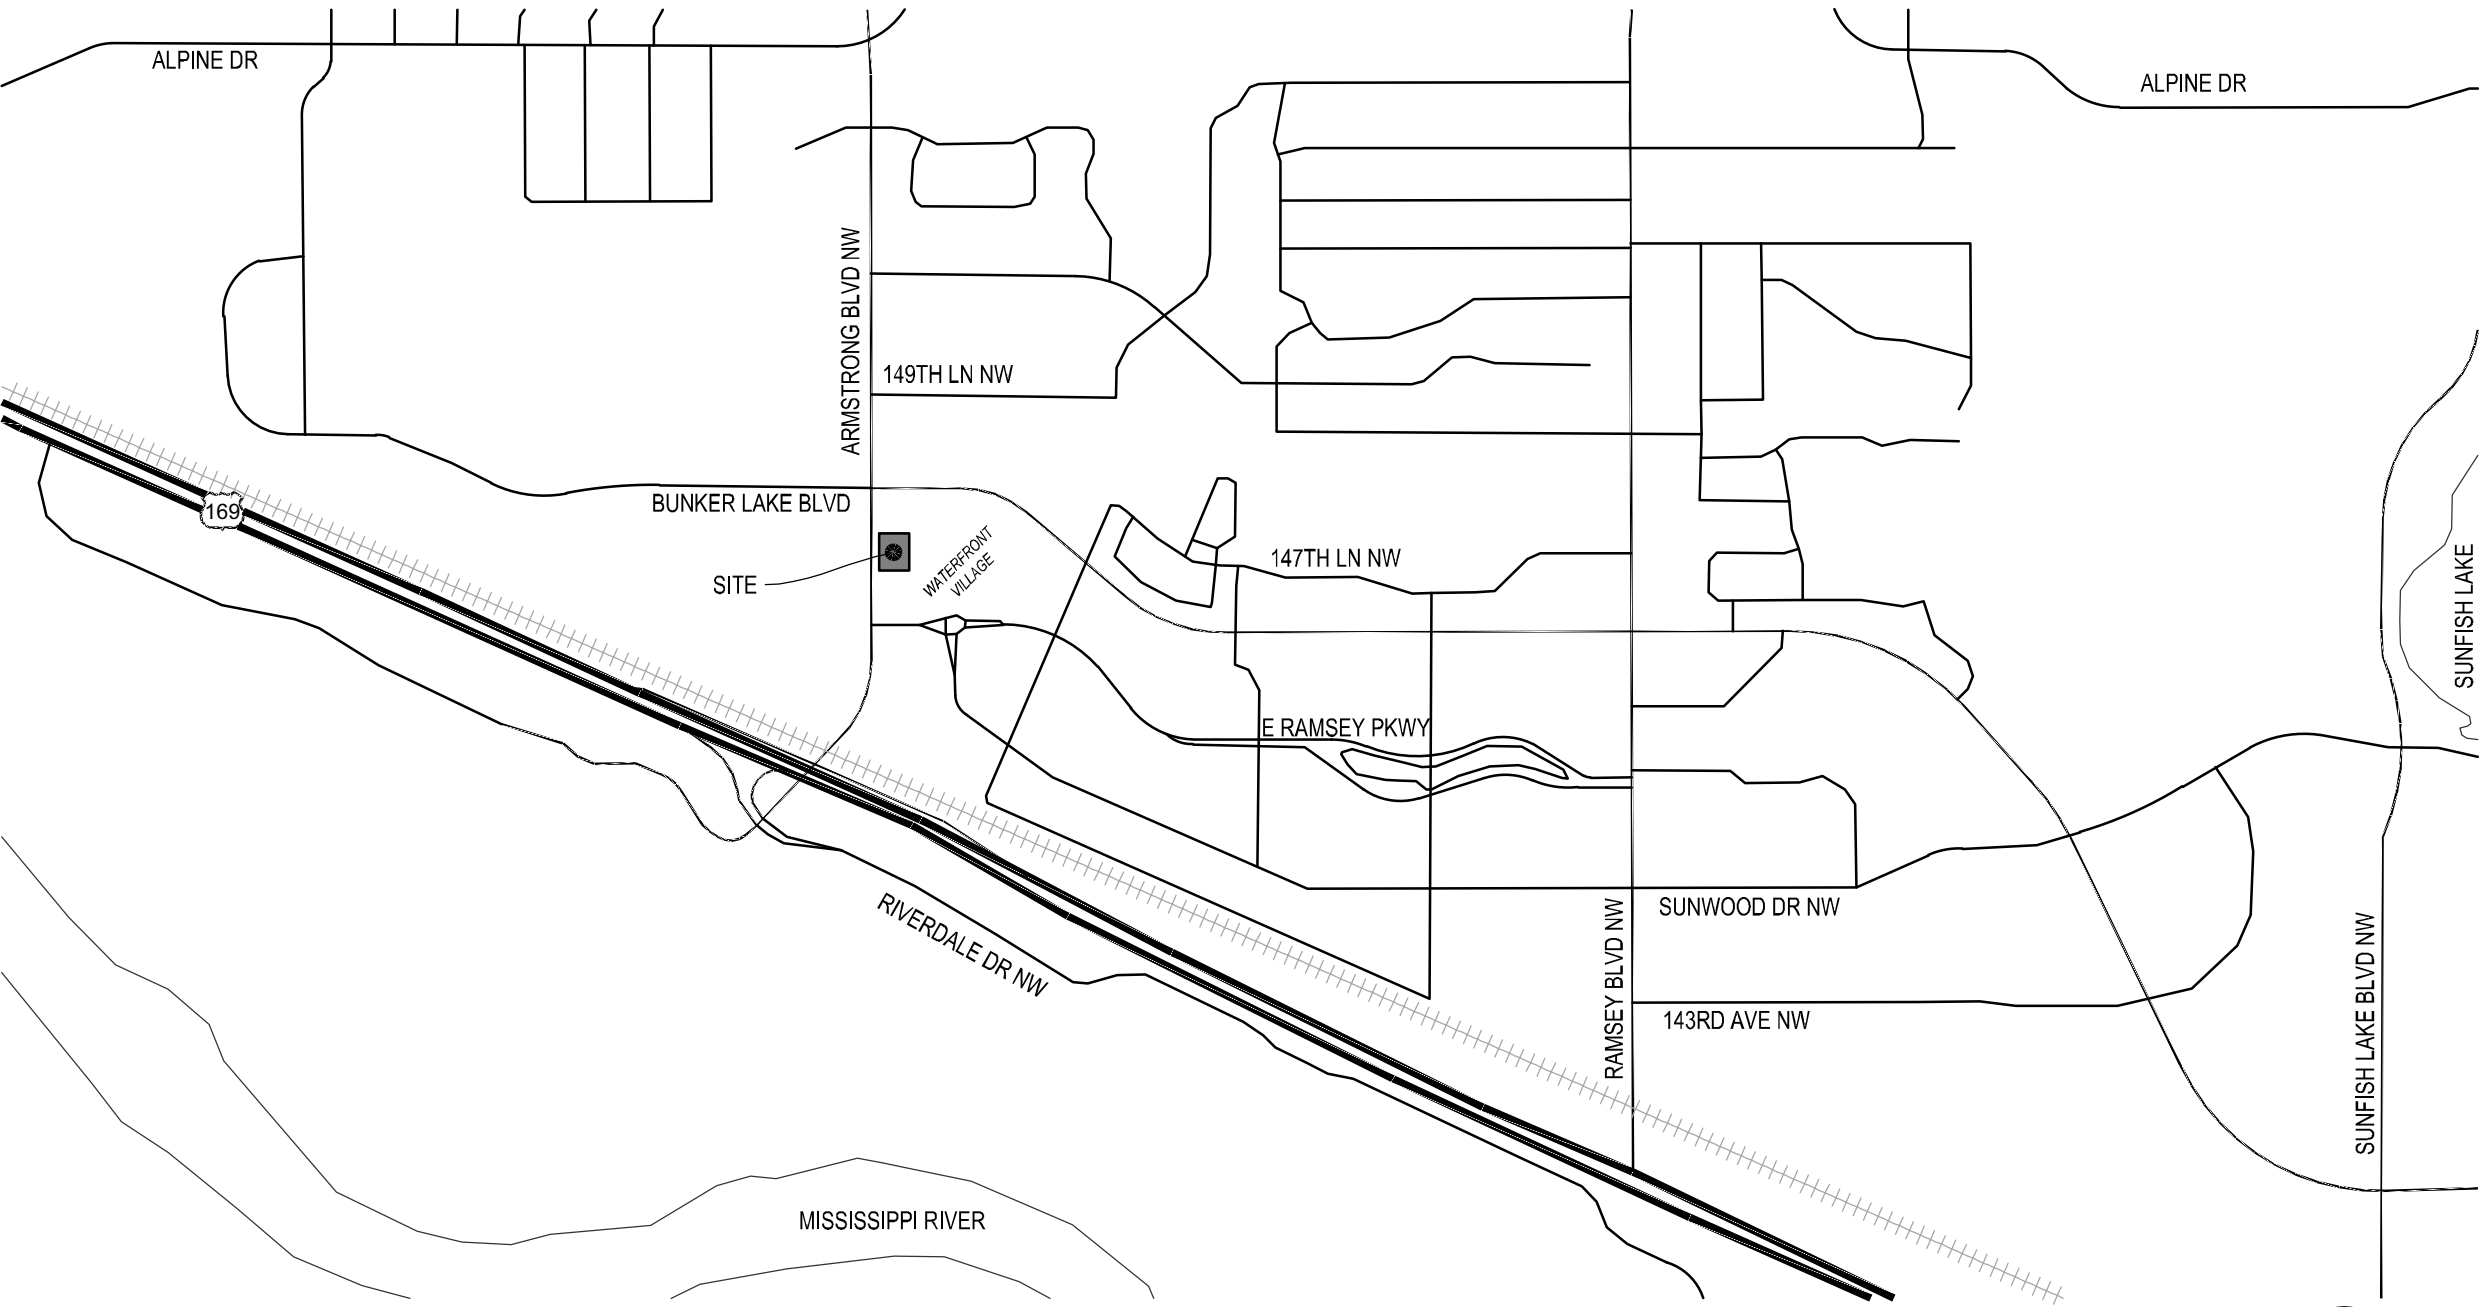 ALPINE DR
ALPINE DR
ARMSTRONG BLVD NW
149TH LN NW
BUNKER LAKE BLVD
169
WATERFRONT
VILLAGE
SITE
147TH LN NW
SUNFISH LAKE
E RAMSEY PKWY
RIVERDALE DR NW
SUNWOOD DR NW
RAMSEY BLVD NW
143RD AVE NW
SUNFISH LAKE BLVD NW
MISSISSIPPI RIVER